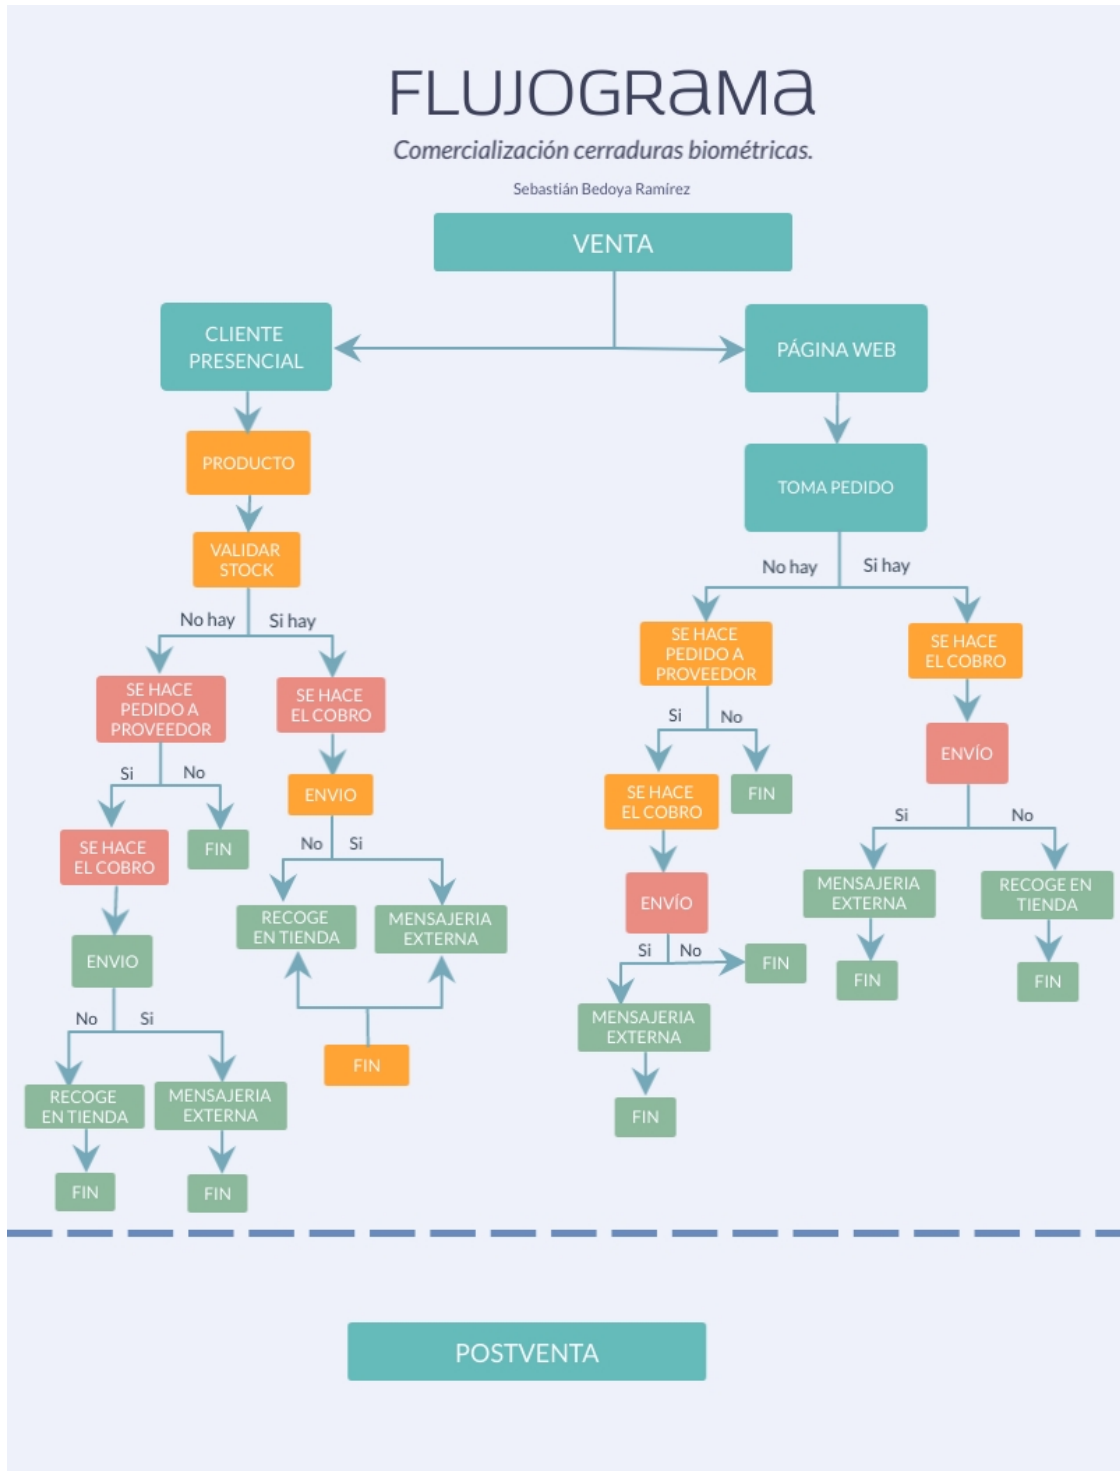 FLUJOGRAMA
Comercialización cerraduras biométricas.
Sebastián Bedoya Ramírez
VENTA
CLIENTE
PRESENCIAL
PÁGINA WEB
PRODUCTO
TOMA PEDIDO
VALIDAR
STOCK
No hay
Si hay
No hay
Si hay
SE HACE
PEDIDO A
PROVEEDOR
SE HACE
EL COBRO
SE HACE
PEDIDO A
PROVEEDOR
SE HACE
EL COBRO
Si
No
ENVIO
Si
No
ENVÍO
SE HACE
EL COBRO
FIN
No
Si
SE HACE
EL COBRO
FIN
Si
No
RECOGE
EN TIENDA
MENSAJERIA
EXTERNA
ENVÍO
MENSAJERIA
EXTERNA
RECOGE EN
TIENDA
ENVIO
Si
No
FIN
FIN
FIN
No
Si
FIN
MENSAJERIA
EXTERNA
RECOGE
EN TIENDA
MENSAJERIA
EXTERNA
FIN
FIN
FIN
POSTVENTA